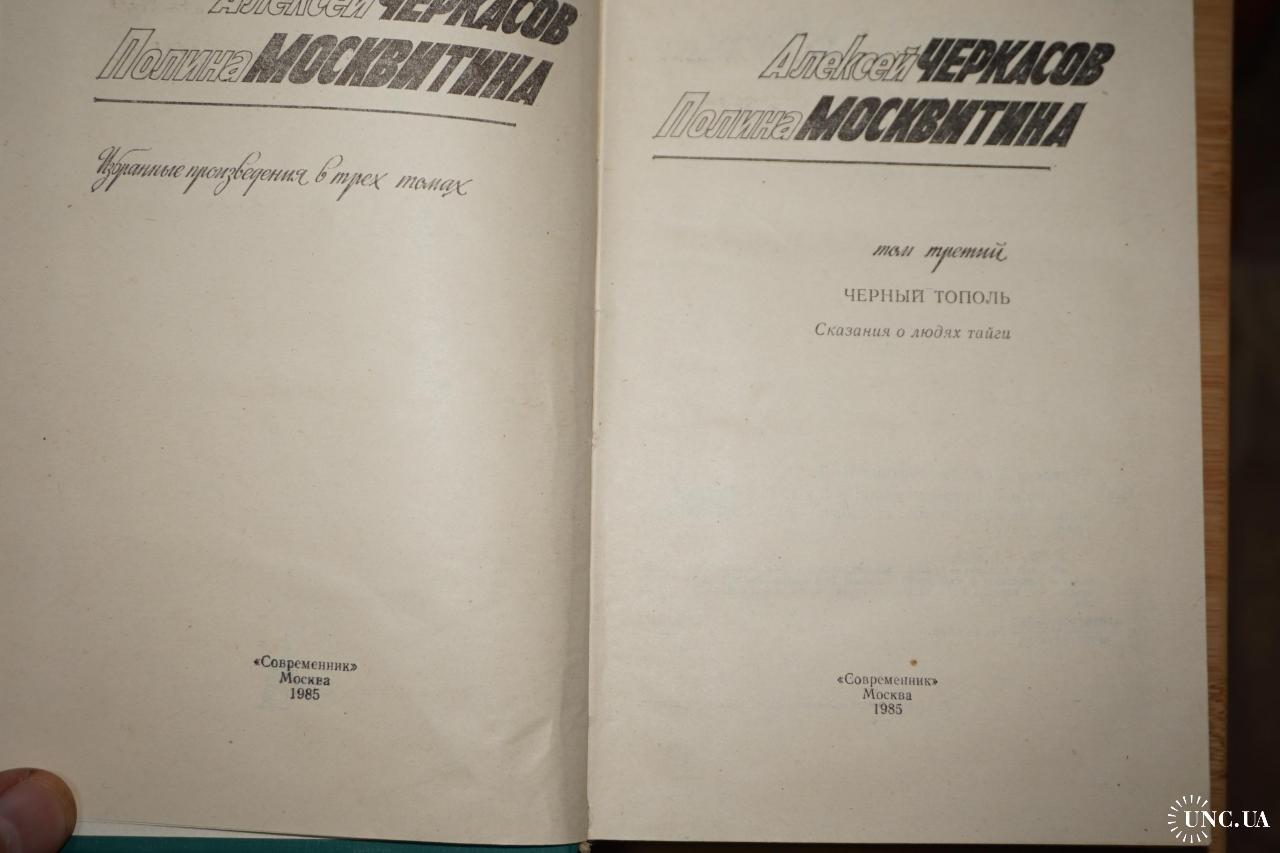 Алексей ЧЕРКАСОВ
Полина МОСКВИТИНА
Избранные произведения в трех томах
«Современник»
Москва
1985
Алексей ЧЕРКАСОВ
Полина МОСКВИТИНА
том третий
ЧЕРНЫЙ ТОПОЛЬ
Сказания о людях тайги
«Современник»
Москва
1985
UNC.UA